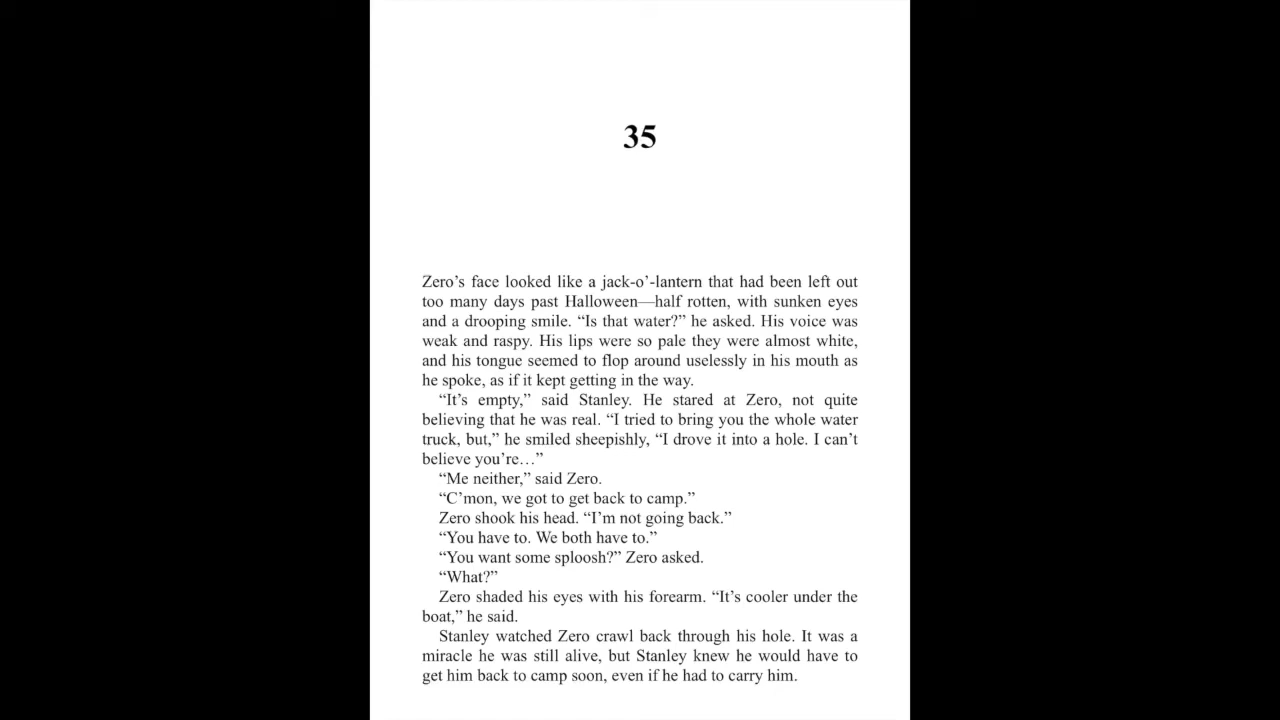 35
Zero’s face looked like a jack-o’-lantern that had been left out
too many days past Halloween—half rotten, with sunken eyes
and a drooping smile. “Is that water?” he asked. His voice was
weak and raspy. His lips were so pale they were almost white,
and his tongue seemed to flop around uselessly in his mouth as
he spoke, as if it kept getting in the way.
“It’s empty,” said Stanley. He stared at Zero, not quite
believing that he was real. “I tried to bring you the whole water
truck, but,” he smiled sheepishly, “I drove it into a hole. I can’t
believe you’re…”
“Me neither,” said Zero.
“C’mon, we got to get back to camp.”
Zero shook his head. “I’m not going back.”
“You have to. We both have to.”
“You want some sploosh?” Zero asked.
“What?”
Zero shaded his eyes with his forearm. “It’s cooler under the
boat,” he said.
Stanley watched Zero crawl back through his hole. It was a
miracle he was still alive, but Stanley knew he would have to
get him back to camp soon, even if he had to carry him.